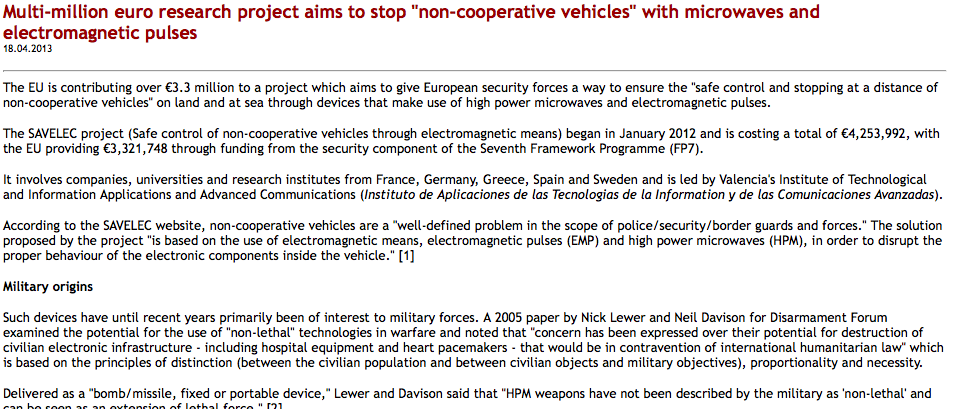 Multi-million euro research project aims to stop "non-cooperative vehicles" with microwaves and
electromagnetic pulses
18.04.2013
The EU is contributing over €3.3 million to a project which aims to give European security forces a way to ensure the "safe control and stopping at a distance of
non-cooperative vehicles" on land and at sea through devices that make use of high power microwaves and electromagnetic pulses.
The SAVELEC project (Safe control of non-cooperative vehicles through electromagnetic means) began in January 2012 and is costing a total of €4,253,992, with
the EU providing €3,321,748 through funding from the security component of the Seventh Framework Programme (FP7).
It involves companies, universities and research institutes from France, Germany, Greece, Spain and Sweden and is led by Valencia's Institute of Technological
and Information Applications and Advanced Communications (Instituto de Aplicaciones de las Tecnologias de la Information y de las Comunicaciones Avanzadas).
According to the SAVELEC website, non-cooperative vehicles are a "well-defined problem in the scope of police/security/border guards and forces." The solution
proposed by the project "is based on the use of electromagnetic means, electromagnetic pulses (EMP) and high power microwaves (HPM), in order to disrupt the
proper behaviour of the electronic components inside the vehicle." [1]
Military origins
Such devices have until recent years primarily been of interest to military forces. A 2005 paper by Nick Lewer and Neil Davison for Disarmament Forum
examined the potential for the use of "non-lethal" technologies in warfare and noted that "concern has been expressed over their potential for destruction of
civilian electronic infrastructure - including hospital equipment and heart pacemakers - that would be in contravention of international humanitarian law" which
is based on the principles of distinction (between the civilian population and between civilian objects and military objectives), proportionality and necessity.
Delivered as a "bomb/missile, fixed or portable device," Lewer and Davison said that "HPM weapons have not been described by the military as 'non-lethal' and
can be seen as an extension of lethal force." [2]